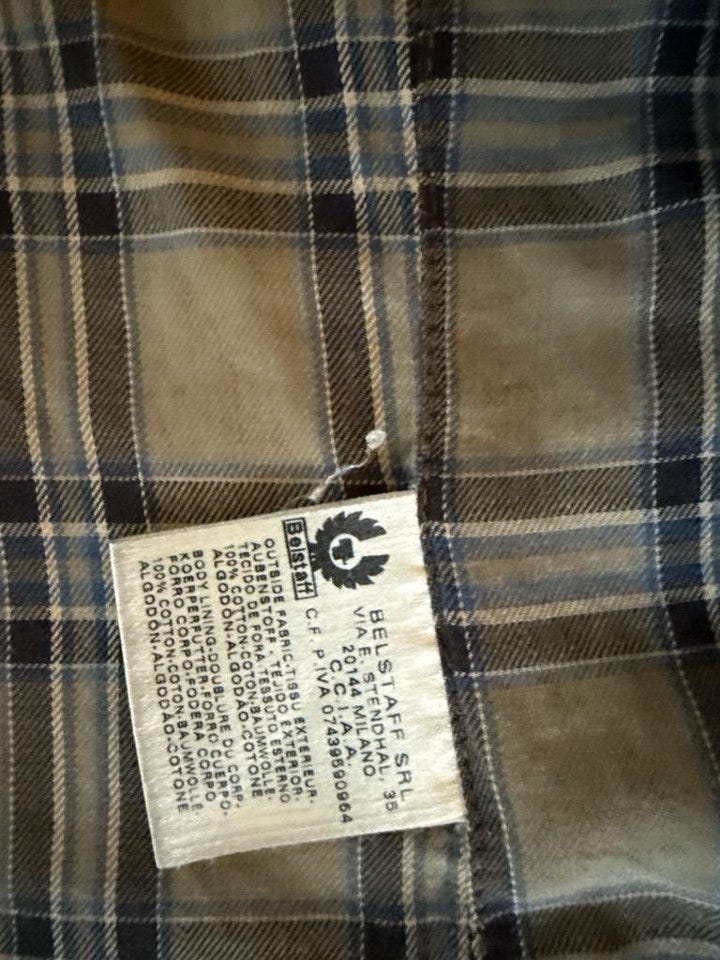 BELSTAFF SRL
VIA E. STENDHAL, 35
20144 MILANO
C.C.I.A.A.
C.F. P.IVA 07439590964
Belstaff
OUTSIDE FABRIC-TISSU EXTERIEUR-
AUBENSTOFF-TEJIDO EXTERIOR-
TECIDO DE FORA-TESSUTO ESTERNO
100% COTTON-COTON-BAUMWOLLE-
ALGODON-ALGODÃO-COTONE
BODY LINING-DOUBLURE DU CORP-
KOERPERFUTTER-FORRO CUERPO-
FORRO CORPO-FODERA CORPO
100% COTTON-COTON-BAUMWOLLE-
ALGODON-ALGODÃO-COTONE